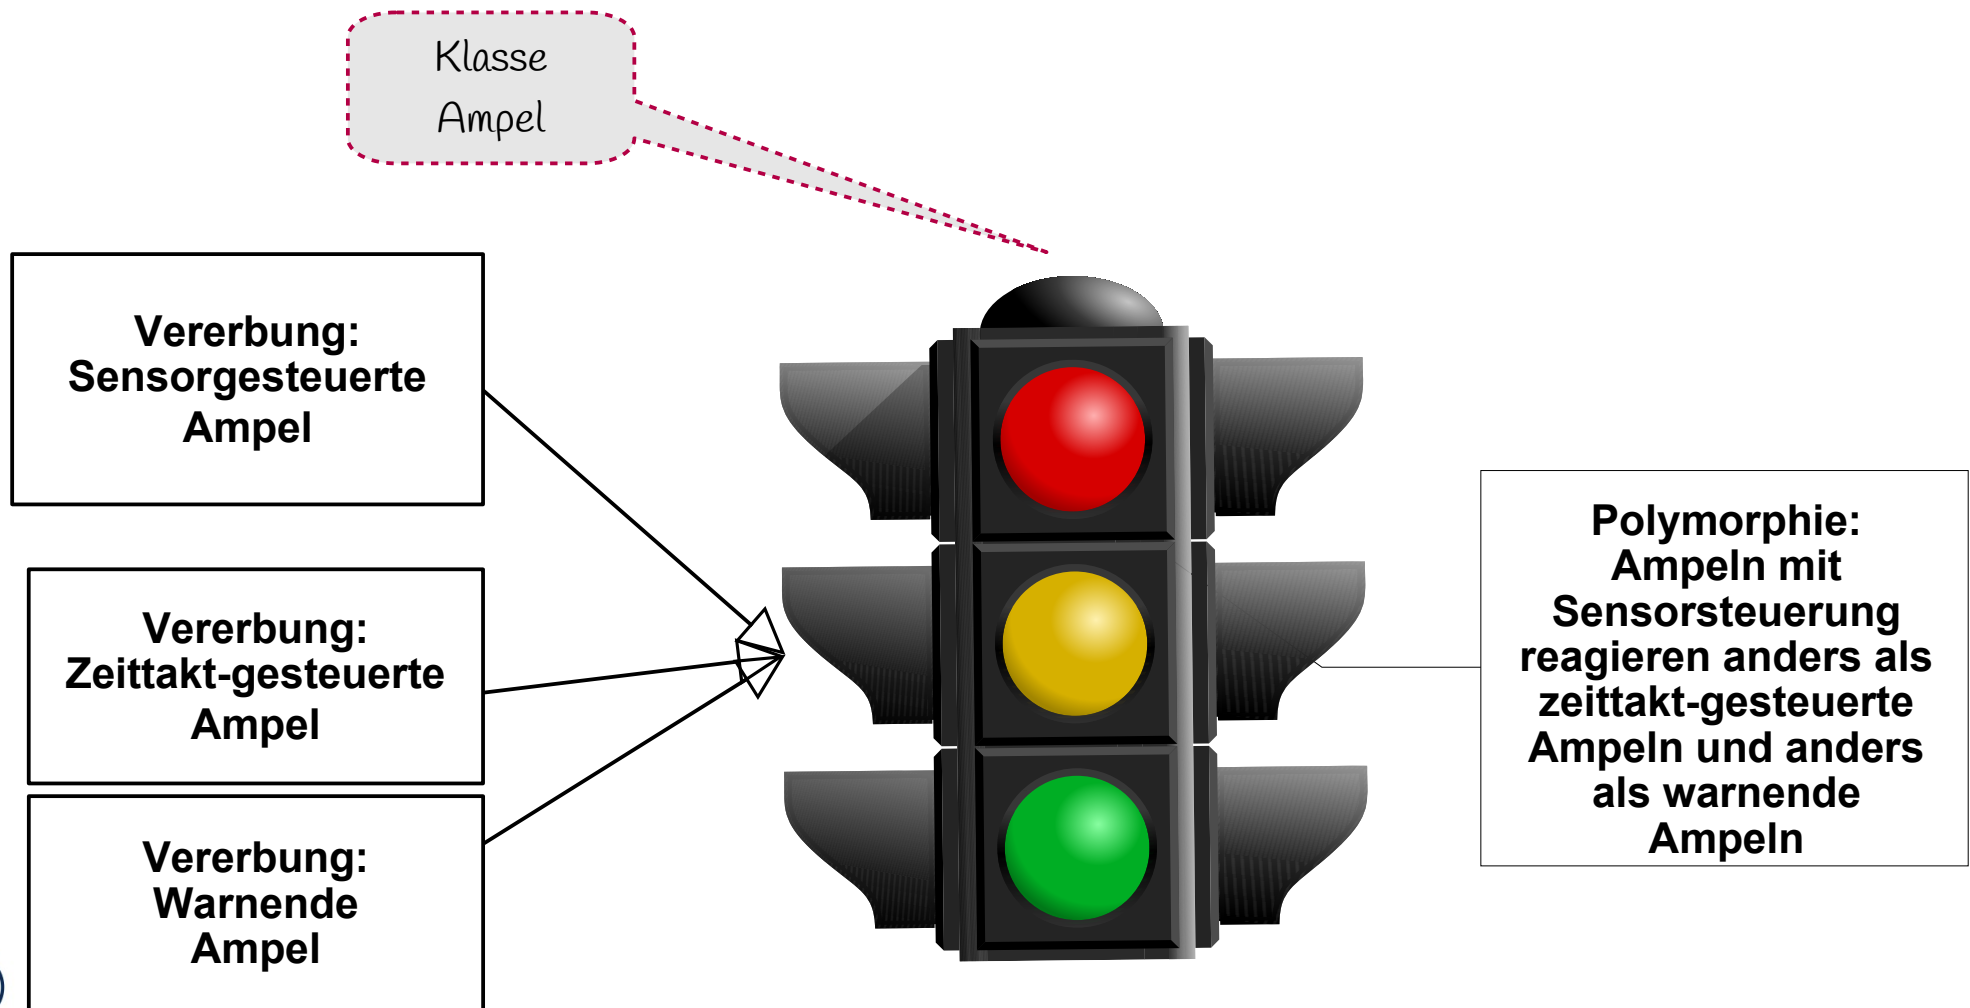 Klasse
Ampel
Vererbung:
Sensorgesteuerte
Ampel
Vererbung:
Zeittakt-gesteuerte
Ampel
Vererbung:
Warnende
Ampel
Polymorphie:
Ampeln mit
Sensorsteuerung
reagieren anders als
zeittakt-gesteuerte
Ampeln und anders
als warnende
Ampeln